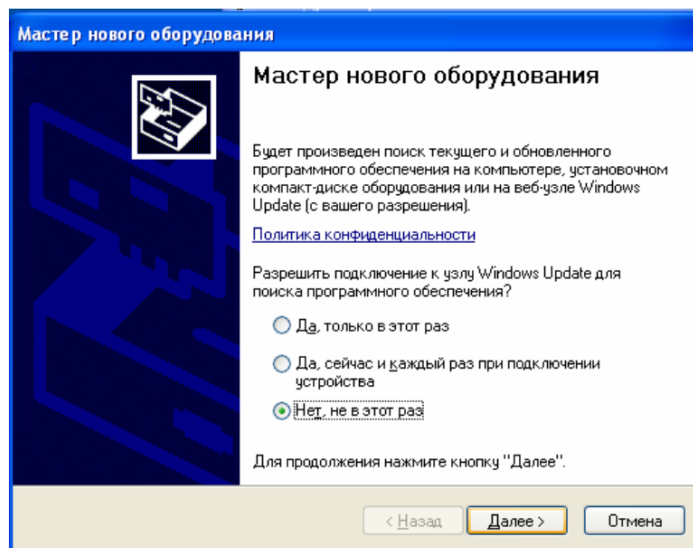 Мастер нового оборудования
Мастер нового оборудования
Будет произведен поиск текущего и обновленного
программного обеспечения на компьютере, установочном
компакт-диске оборудования или на веб-узле Windows
Update (с вашего разрешения).
Политика конфиденциальности
Разрешить подключение к узлу Windows Update для
поиска программного обеспечения?
Да, только в этот раз
Да, сейчас и каждый раз при подключении
устройства
Нет, не в этот раз
Для продолжения нажмите кнопку "Далее".
< Назад Далее > Отмена